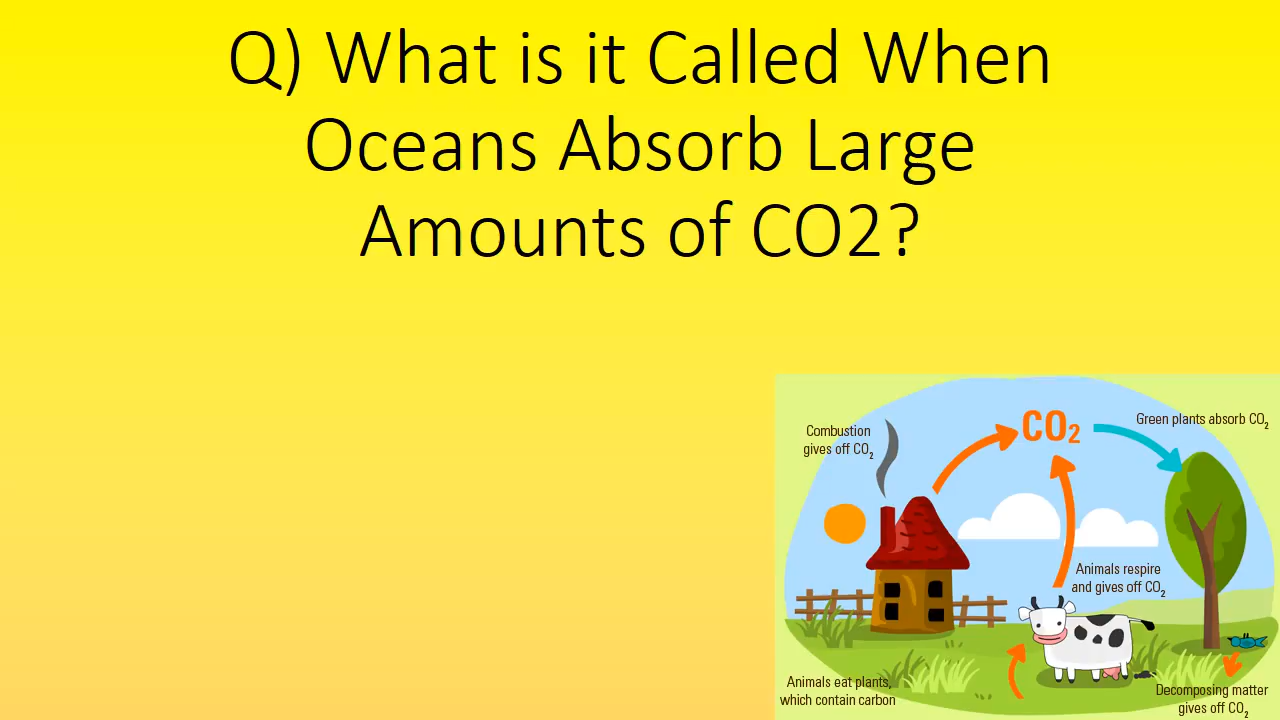 Q) What is it Called When
Oceans Absorb Large
Amounts of CO2?
CO₂
Green plants absorb CO₂
Combustion
gives off CO₂
Animals respire
and gives off CO₂
Animals eat plants,
which contain carbon
Decomposing matter
gives off CO₂